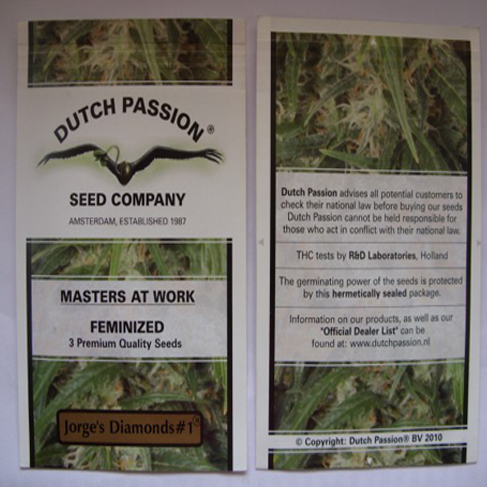 DUTCH PASSION®
SEED COMPANY
AMSTERDAM, ESTABLISHED 1987
MASTERS AT WORK
FEMINIZED
3 Premium Quality Seeds
Jorge's Diamonds#1®
Dutch Passion advises all potential customers to
check their national law before buying our seeds
Dutch Passion cannot be held responsible for
those who act in conflict with their national law.
THC tests by R&D Laboratories, Holland
The germinating power of the seeds is protected
by this hermetically sealed package.
Information on our products, as well as our
"Official Dealer List" can be
found at: www.dutchpassion.nl
© Copyright: Dutch Passion® BV 2010